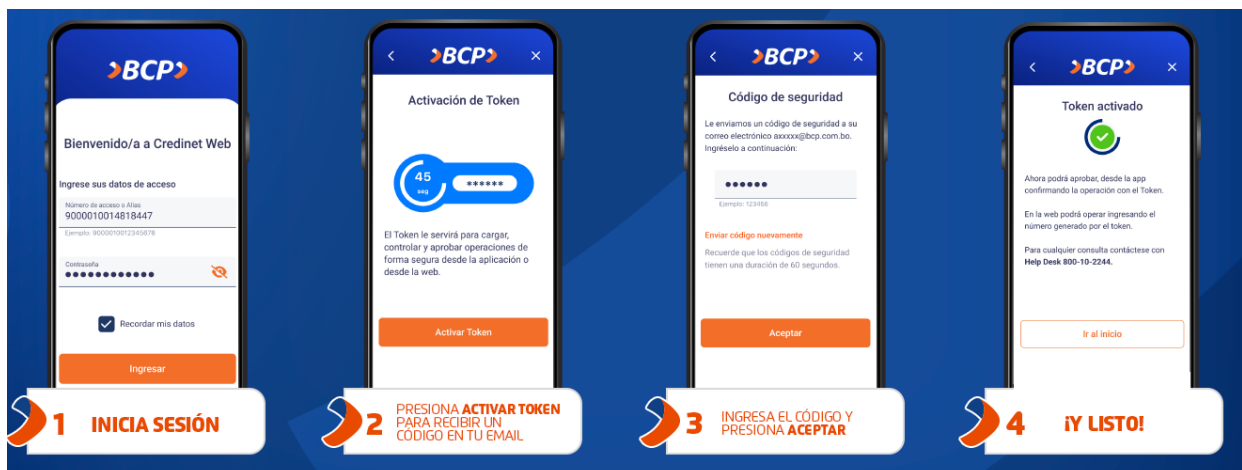 BCP
Bienvenido/a a Credinet Web
Ingrese sus datos de acceso
Número de acceso o Alias
9000010014818447
Ejemplo: 9000010012345678
Contraseña
●●●●●●●●●●●●
Recordar mis datos
Ingresar
1 INICIA SESIÓN
BCP
Activación de Token
45
seg
******
El Token le servirá para cargar,
controlar y aprobar operaciones de
forma segura desde la aplicación o
desde la web.
Activar Token
2 PRESIONA ACTIVAR TOKEN
PARA RECIBIR UN
CÓDIGO EN TU EMAIL
BCP
Código de seguridad
Le enviamos un código de seguridad a su
correo electrónico axxxxx@bcp.com.bo.
Ingréselo a continuación:
●●●●●●
Ejemplo: 123456
Enviar código nuevamente
Recuerde que los códigos de seguridad
tienen una duración de 60 segundos.
Aceptar
3 INGRESA EL CÓDIGO Y
PRESIONA ACEPTAR
BCP
Token activado
Ahora podrá aprobar, desde la app
confirmando la operación con el Token.
En la web podrá operar ingresando el
número generado por el token.
Para cualquier consulta contáctese con
Help Desk 800-10-2244.
Ir al inicio
4 ¡Y LISTO!